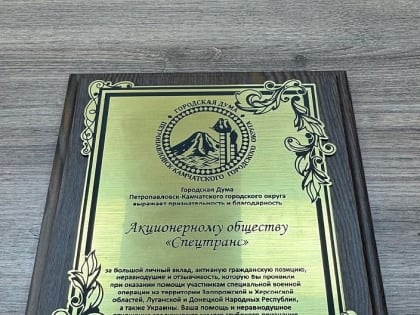 ГОРОДСКАЯ ДУМА
ПЕТРОПАВЛОВСК-КАМЧАТСКОГО ГОРОДСКОГО ОКРУГА
Городская Дума
Петропавловск-Камчатского городского округа
выражает признательность и благодарность
Акционерному обществу
«Спецтранс»
за большой личный вклад, активную гражданскую позицию,
неравнодушие и отзывчивость, которую Вы проявили
при оказании помощи участникам специальной военной
операции на территории Запорожской и Херсонской
областей, Луганской и Донецкой Народных Республик,
а также Украины. Ваша помощь и неравнодушное